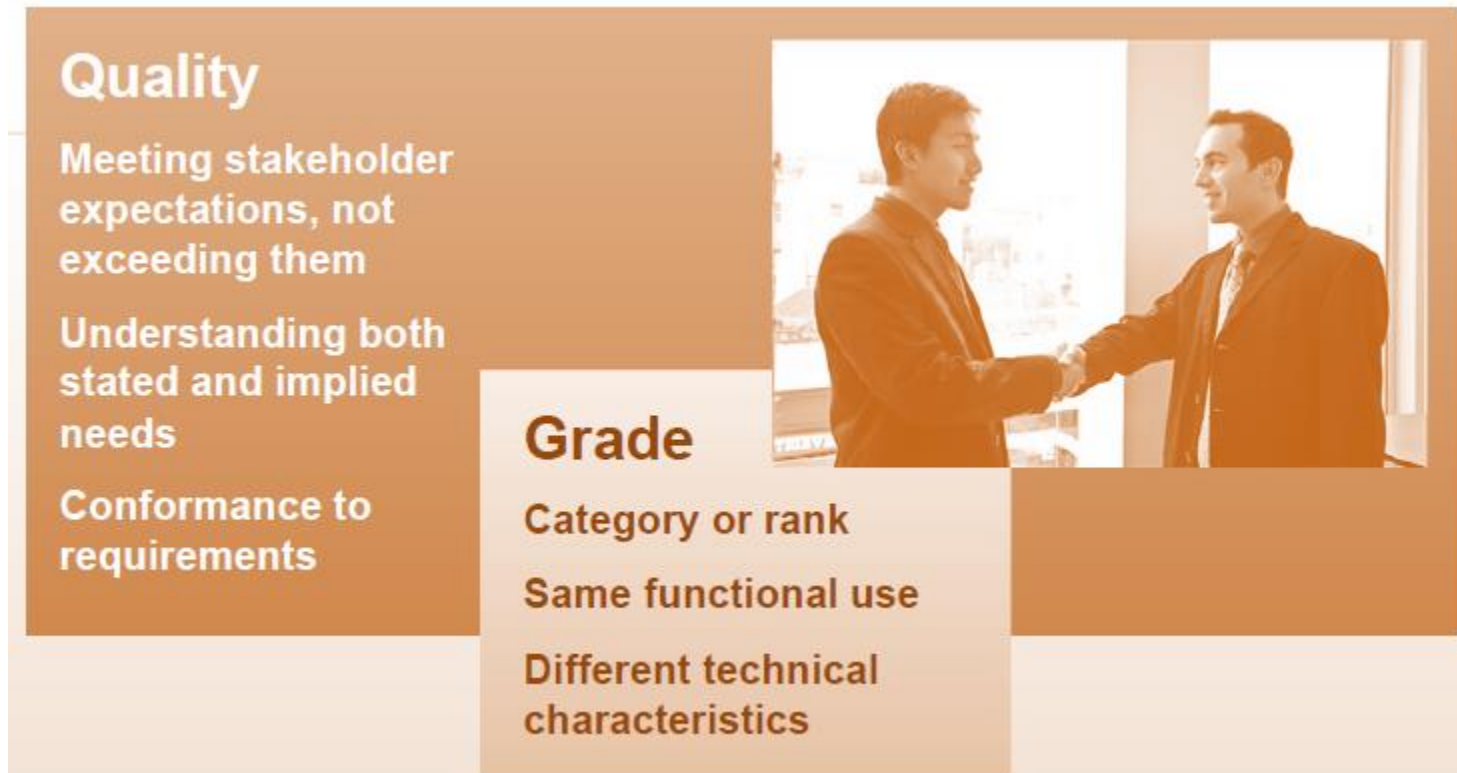 Quality
Meeting stakeholder
expectations, not
exceeding them
Understanding both
stated and implied
needs
Conformance to
requirements
Grade
Category or rank
Same functional use
Different technical
characteristics